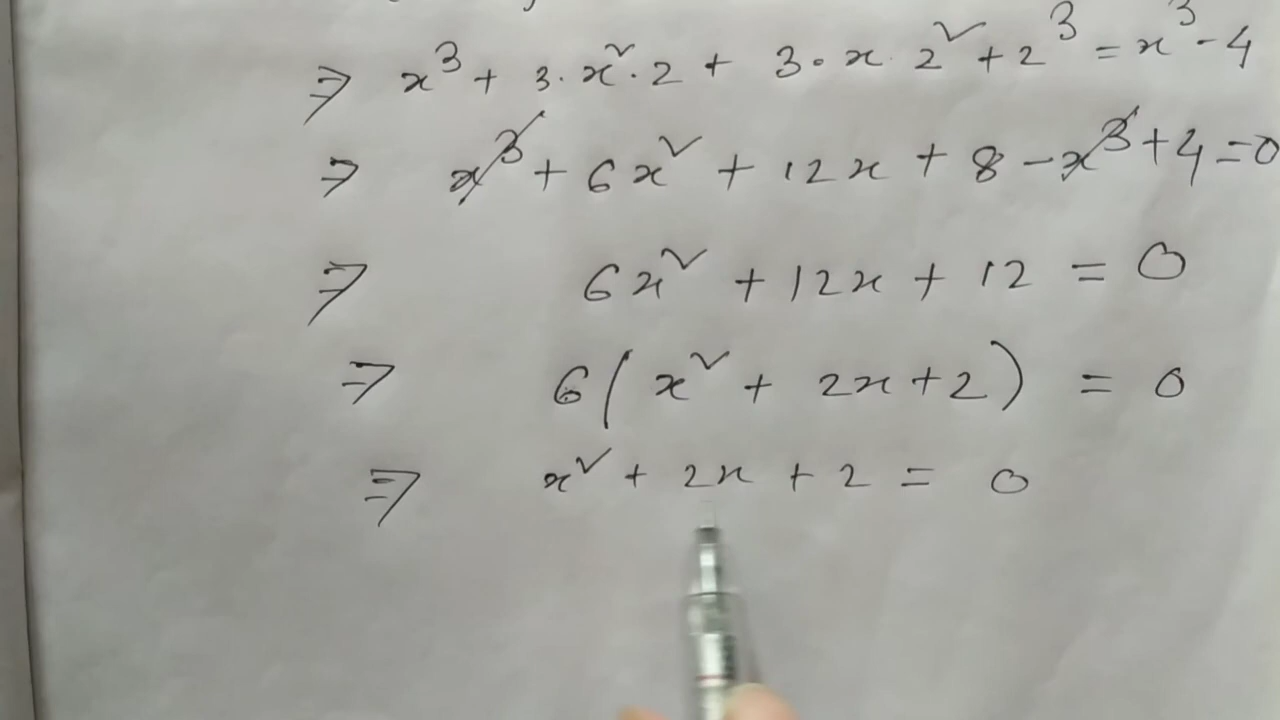 ⇒ x³ + 3·x²·2 + 3·x·2² + 2³ = x³ - 4
⇒ x³ + 6x² + 12x + 8 - x³ + 4 = 0
⇒ 6x² + 12x + 12 = 0
⇒ 6(x² + 2x + 2) = 0
⇒ x² + 2x + 2 = 0